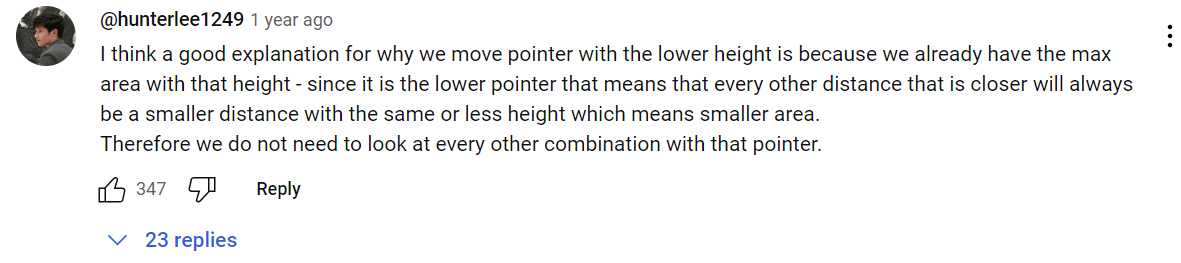 @hunterlee1249 1 year ago
I think a good explanation for why we move pointer with the lower height is because we already have the max
area with that height - since it is the lower pointer that means that every other distance that is closer will always
be a smaller distance with the same or less height which means smaller area.
Therefore we do not need to look at every other combination with that pointer.
347 Reply
23 replies